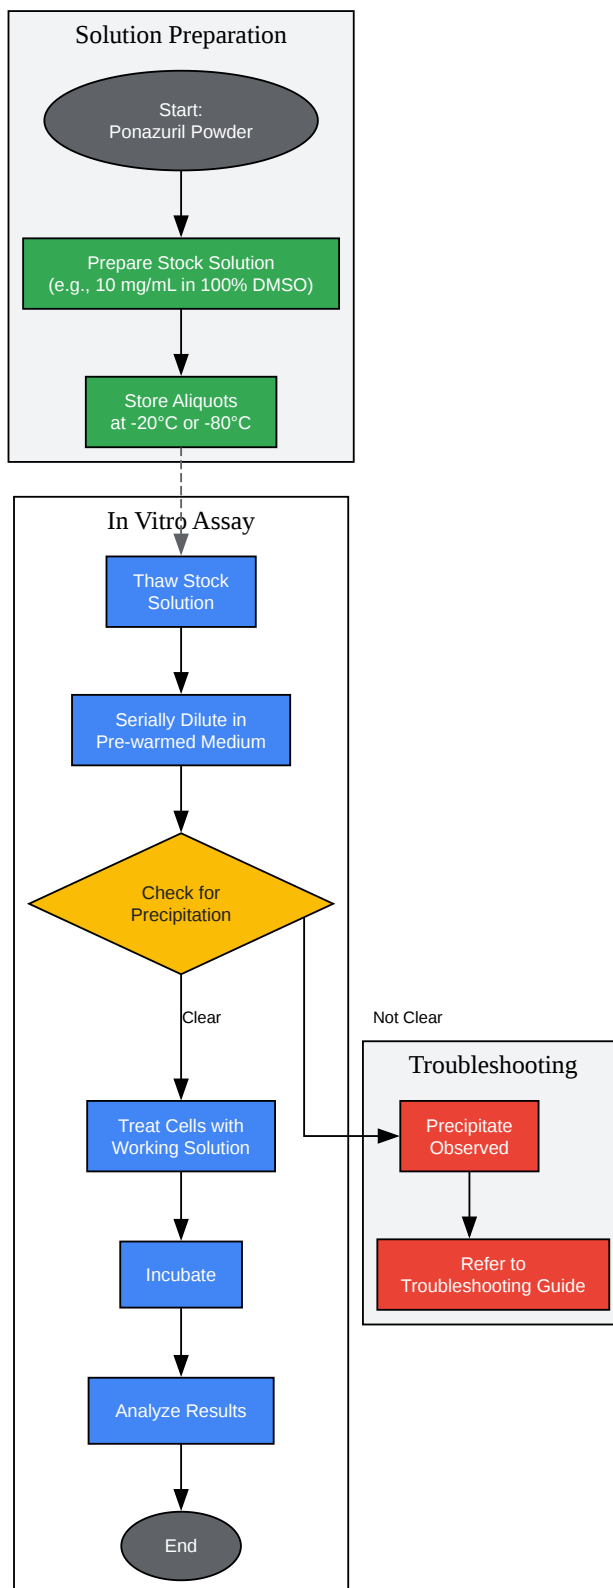 Solution Preparation
Start:
Ponazuril Powder
Prepare Stock Solution
(e.g., 10 mg/mL in 100% DMSO)
Store Aliquots
at -20°C or -80°C
In Vitro Assay
Thaw Stock
Solution
Serially Dilute in
Pre-warmed Medium
Check for
Precipitation
Clear
Not Clear
Troubleshooting
Treat Cells with
Working Solution
Precipitate
Observed
Incubate
Refer to
Troubleshooting Guide
Analyze Results
End